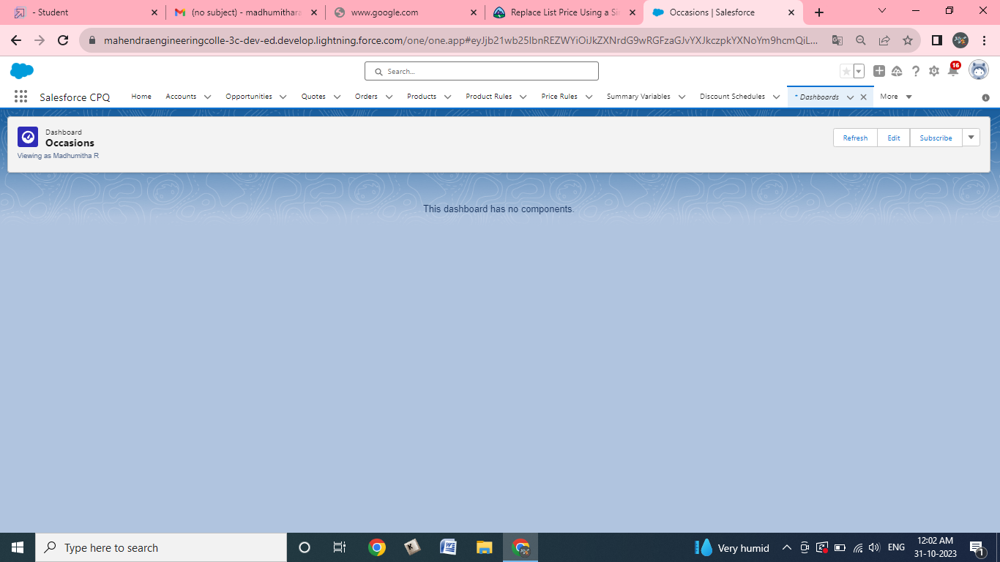 - Student
(no subject) - madhumithara
www.google.com
Replace List Price Using a Si
Occasions | Salesforce
mahendraengineeringcolle-3c-dev-ed.develop.lightning.force.com/one/one.app#eyJjb21wb25lbnREZWYiOiJkZXNrdG9wRGFzaGJvYXJkczpkYXNoYm9hcmQiL...
Search...
16
Salesforce CPQ
Home
Accounts
Opportunities
Quotes
Orders
Products
Product Rules
Price Rules
Summary Variables
Discount Schedules
* Dashboards
More
Dashboard
Occasions
Viewing as Madhumitha R
Refresh
Edit
Subscribe
This dashboard has no components.
Type here to search
Very humid
ENG
12:02 AM
31-10-2023
1